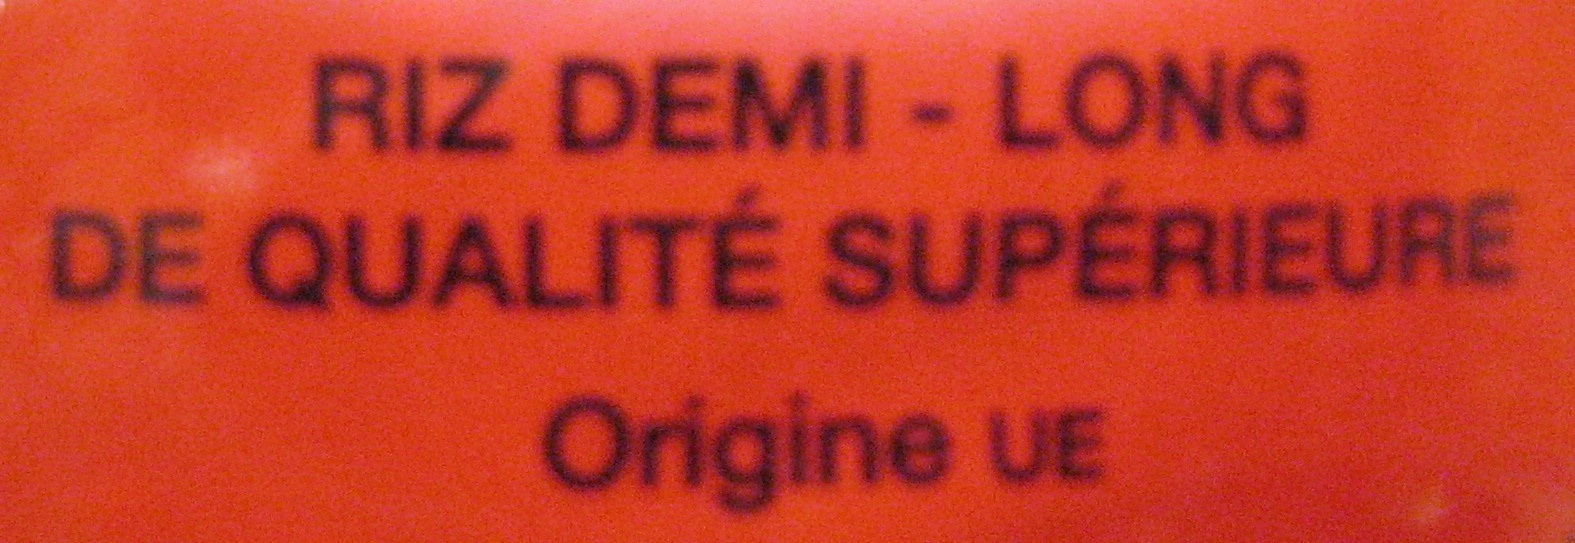 RIZ DEMI - LONG
DE QUALITÉ SUPÉRIEURE
Origine UE